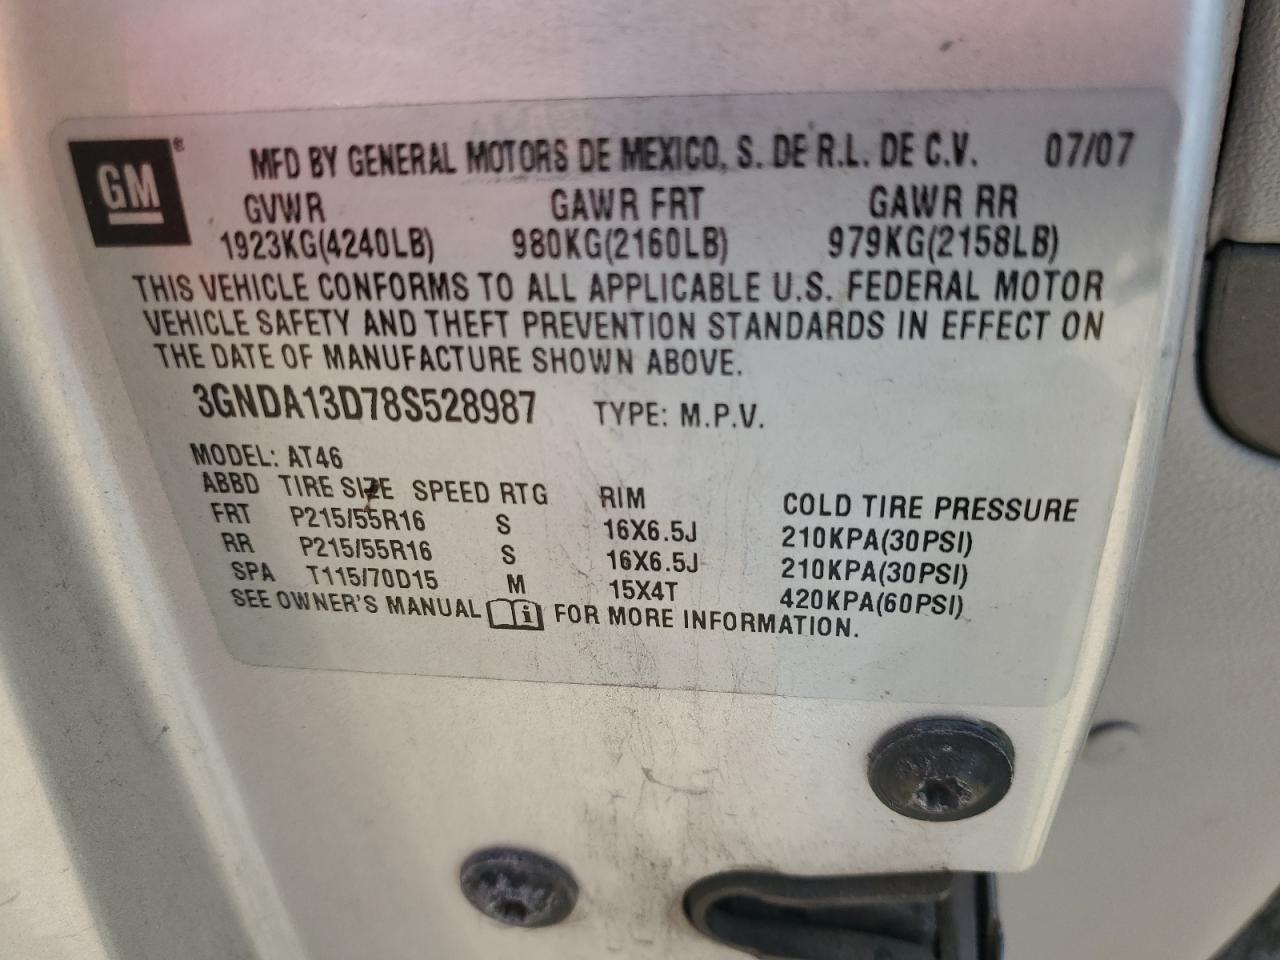 GM ® MFD BY GENERAL MOTORS DE MEXICO, S. DE R.L. DE C.V. 07/07
GVWR GAWR FRT GAWR RR
1923KG(4240LB) 980KG(2160LB) 979KG(2158LB)
THIS VEHICLE CONFORMS TO ALL APPLICABLE U.S. FEDERAL MOTOR
VEHICLE SAFETY AND THEFT PREVENTION STANDARDS IN EFFECT ON
THE DATE OF MANUFACTURE SHOWN ABOVE.
3GNDA13D78S528987 TYPE: M.P.V.
MODEL: AT46
ABBD TIRE SIZE SPEED RTG RIM COLD TIRE PRESSURE
FRT P215/55R16 S 16X6.5J 210KPA(30PSI)
RR P215/55R16 S 16X6.5J 210KPA(30PSI)
SPA T115/70D15 M 15X4T 420KPA(60PSI)
SEE OWNER'S MANUAL i FOR MORE INFORMATION.